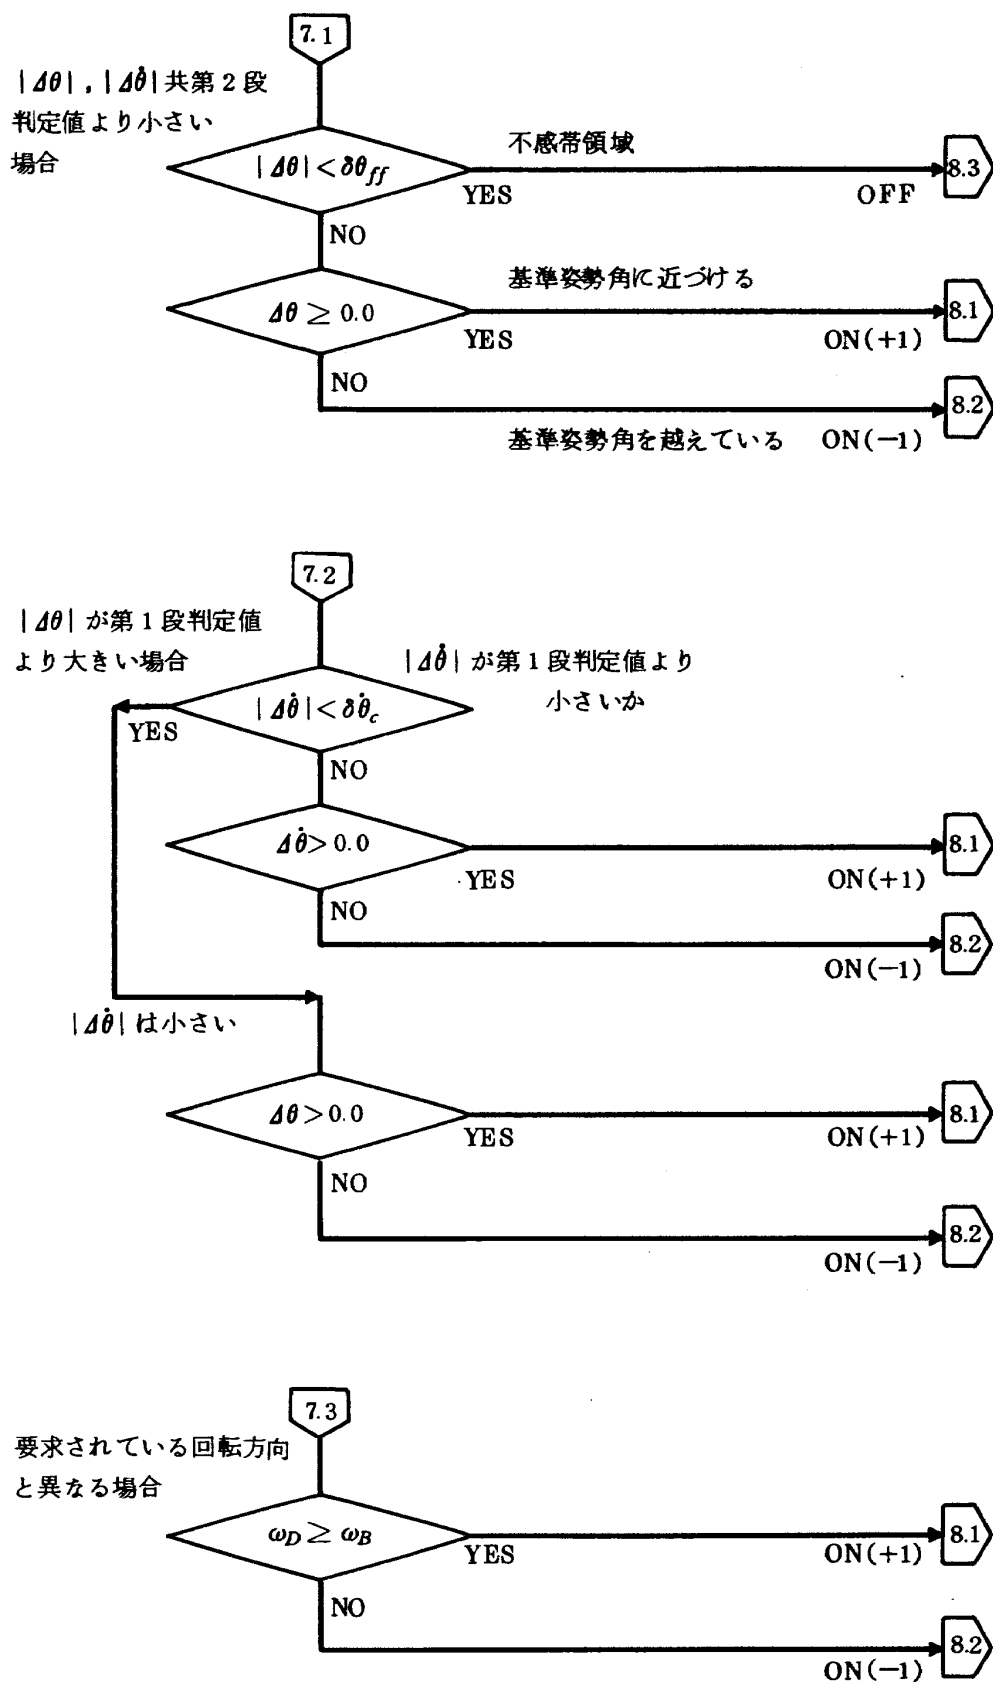 7.1
|Δθ|, |Δθ̇|共第2段
判定値より小さい
場合
|Δθ|<δθff
不感帯領域
YES
OFF
8.3
NO
Δθ ≥ 0.0
基準姿勢角に近づける
YES
ON(+1)
8.1
NO
基準姿勢角を越えている
ON(−1)
8.2
7.2
|Δθ|が第1段判定値
より大きい場合
|Δθ̇|が第1段判定値より
小さいか
|Δθ̇|<δθ̇c
YES
NO
Δθ̇>0.0
YES
ON(+1)
8.1
NO
ON(−1)
8.2
|Δθ̇|は小さい
Δθ>0.0
YES
ON(+1)
8.1
NO
ON(−1)
8.2
7.3
要求されている回転方向
と異なる場合
ωD ≥ ωB
YES
ON(+1)
8.1
NO
ON(−1)
8.2